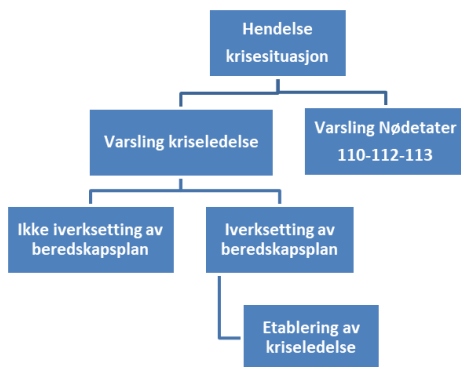 Hendelse
krisesituasjon
Varsling kriseledelse
Varsling Nødetater
110-112-113
Ikke iverksetting av
beredskapsplan
Iverksetting av
beredskapsplan
Etablering av
kriseledelse